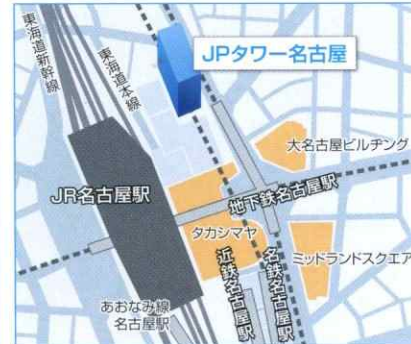 東海道新幹線
東海道本線
JPタワー名古屋
大名古屋ビルヂング
JR名古屋駅
地下鉄名古屋駅
タカシマヤ
ミッドランドスクエア
近鉄名古屋駅
名鉄名古屋駅
あおなみ線
名古屋駅